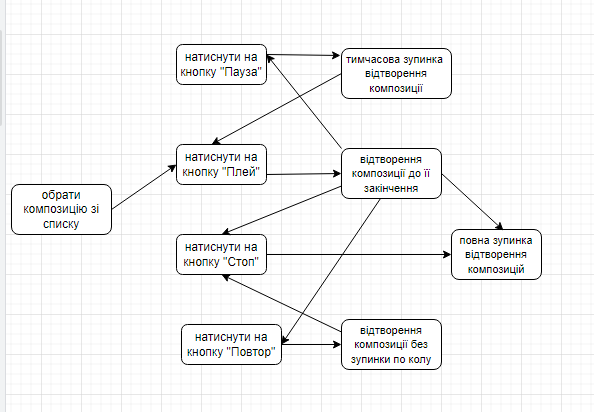 натиснути на
кнопку "Пауза"
тимчасова зупинка
відтворення
композиції
натиснути на
кнопку "Плей"
відтворення
композиції до її
закінчення
обрати
композицію зі
списку
натиснути на
кнопку "Стоп"
повна зупинка
відтворення
композицій
натиснути на
кнопку "Повтор"
відтворення
композиції без
зупинки по колу